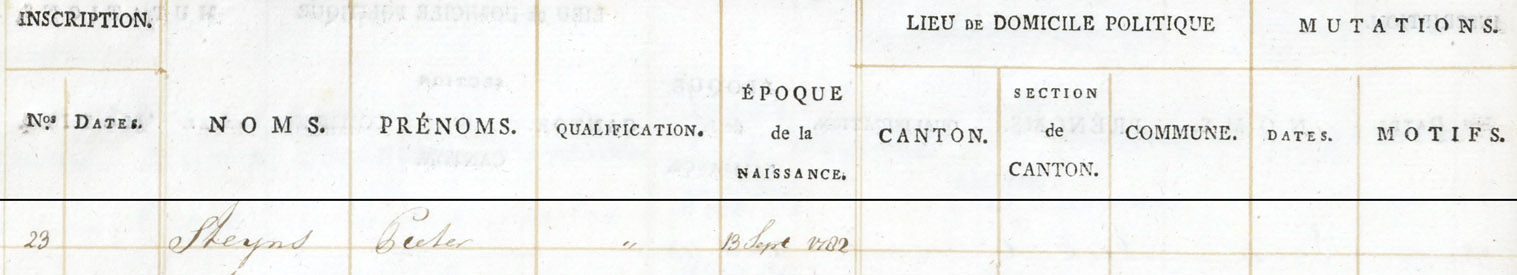 INSCRIPTION. LIEU DE DOMICILE POLITIQUE MUTATIONS.
Nos DATES. NOMS. PRÉNOMS. QUALIFICATION. ÉPOQUE de la NAISSANCE. CANTON. SECTION de CANTON. COMMUNE. DATES. MOTIFS.
23 Steyns Peeter " 13 Sept 1782